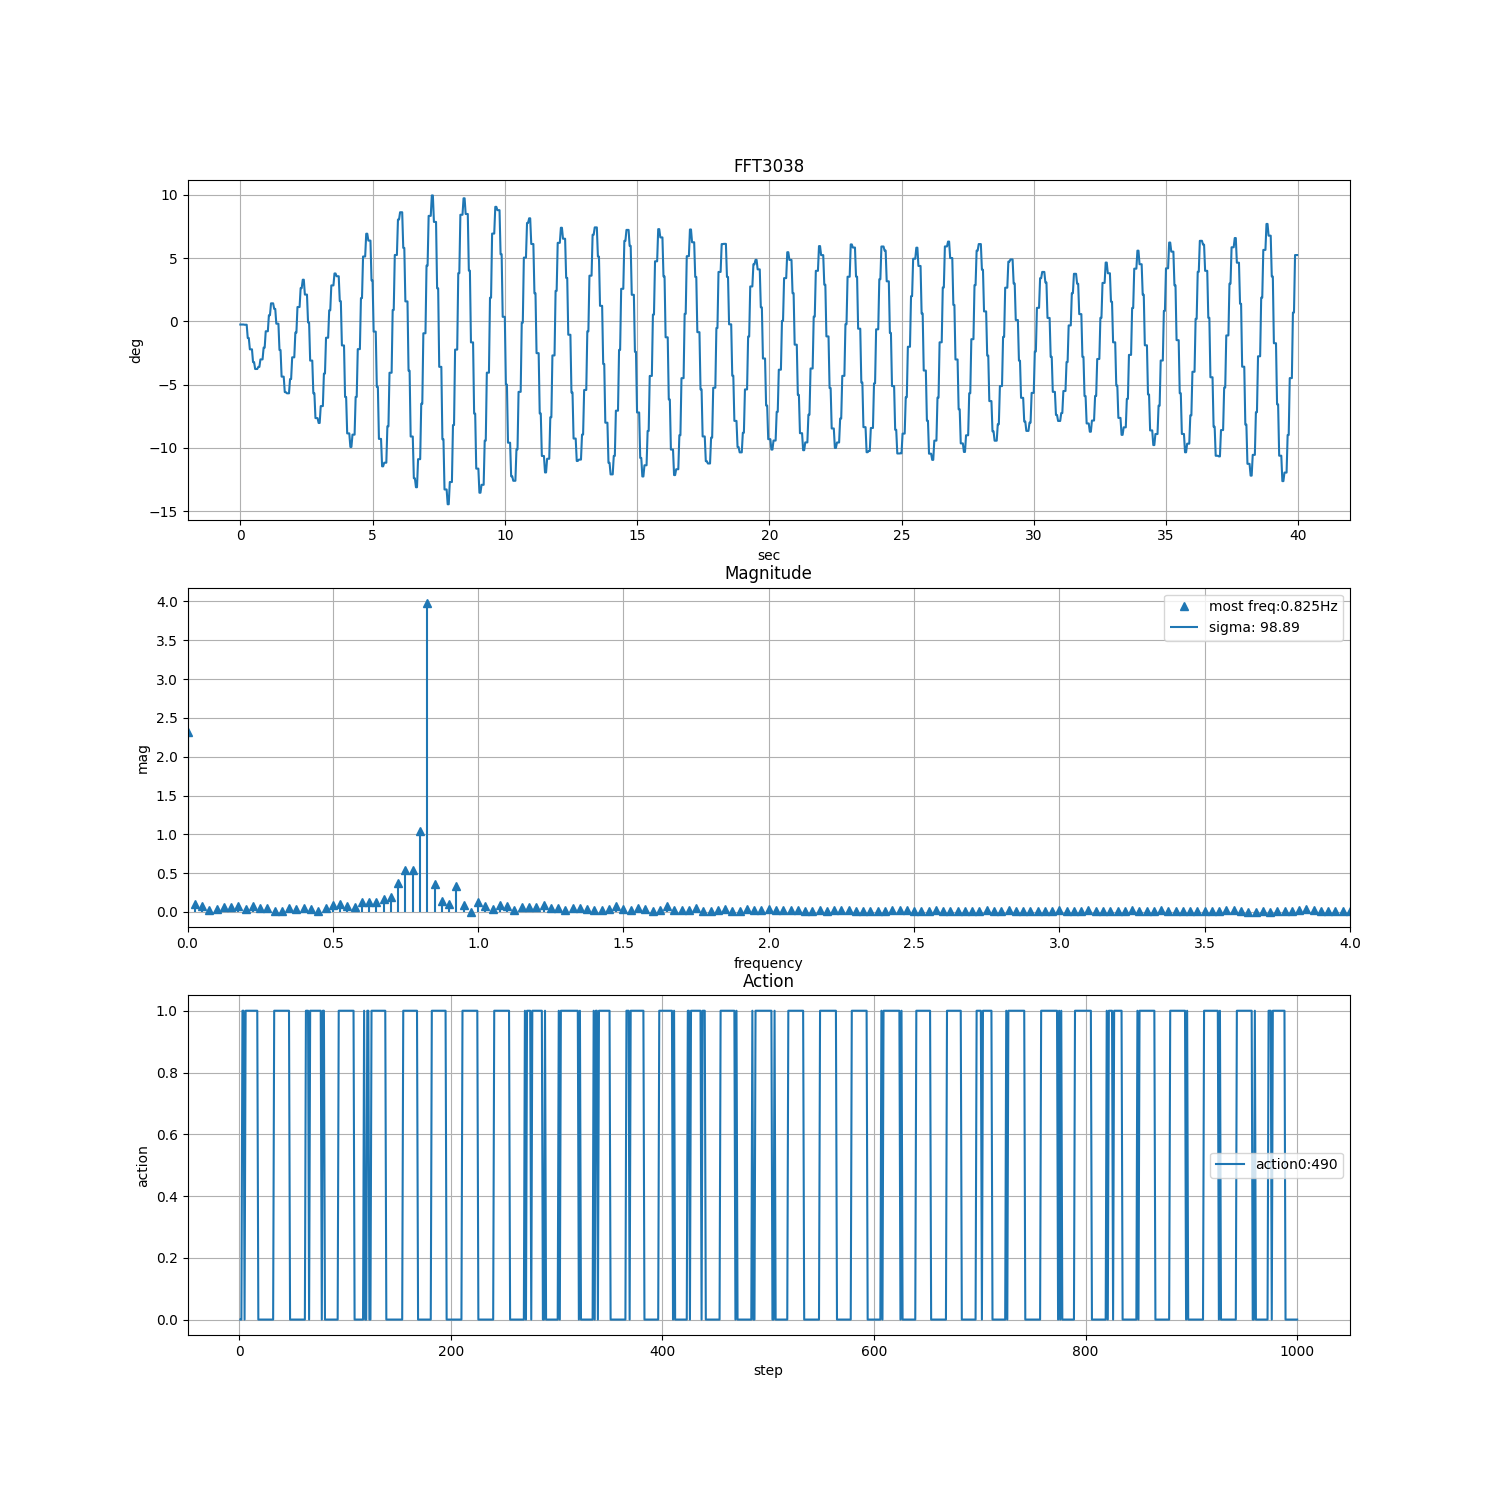 FFT3038
10
5
0
−5
−10
−15
deg
0 5 10 15 20 25 30 35 40
sec
Magnitude
4.0
3.5
3.0
2.5
2.0
1.5
1.0
0.5
0.0
mag
most freq:0.825Hz
sigma: 98.89
0.0 0.5 1.0 1.5 2.0 2.5 3.0 3.5 4.0
frequency
Action
1.0
0.8
0.6
0.4
0.2
0.0
action
action0:490
0 200 400 600 800 1000
step